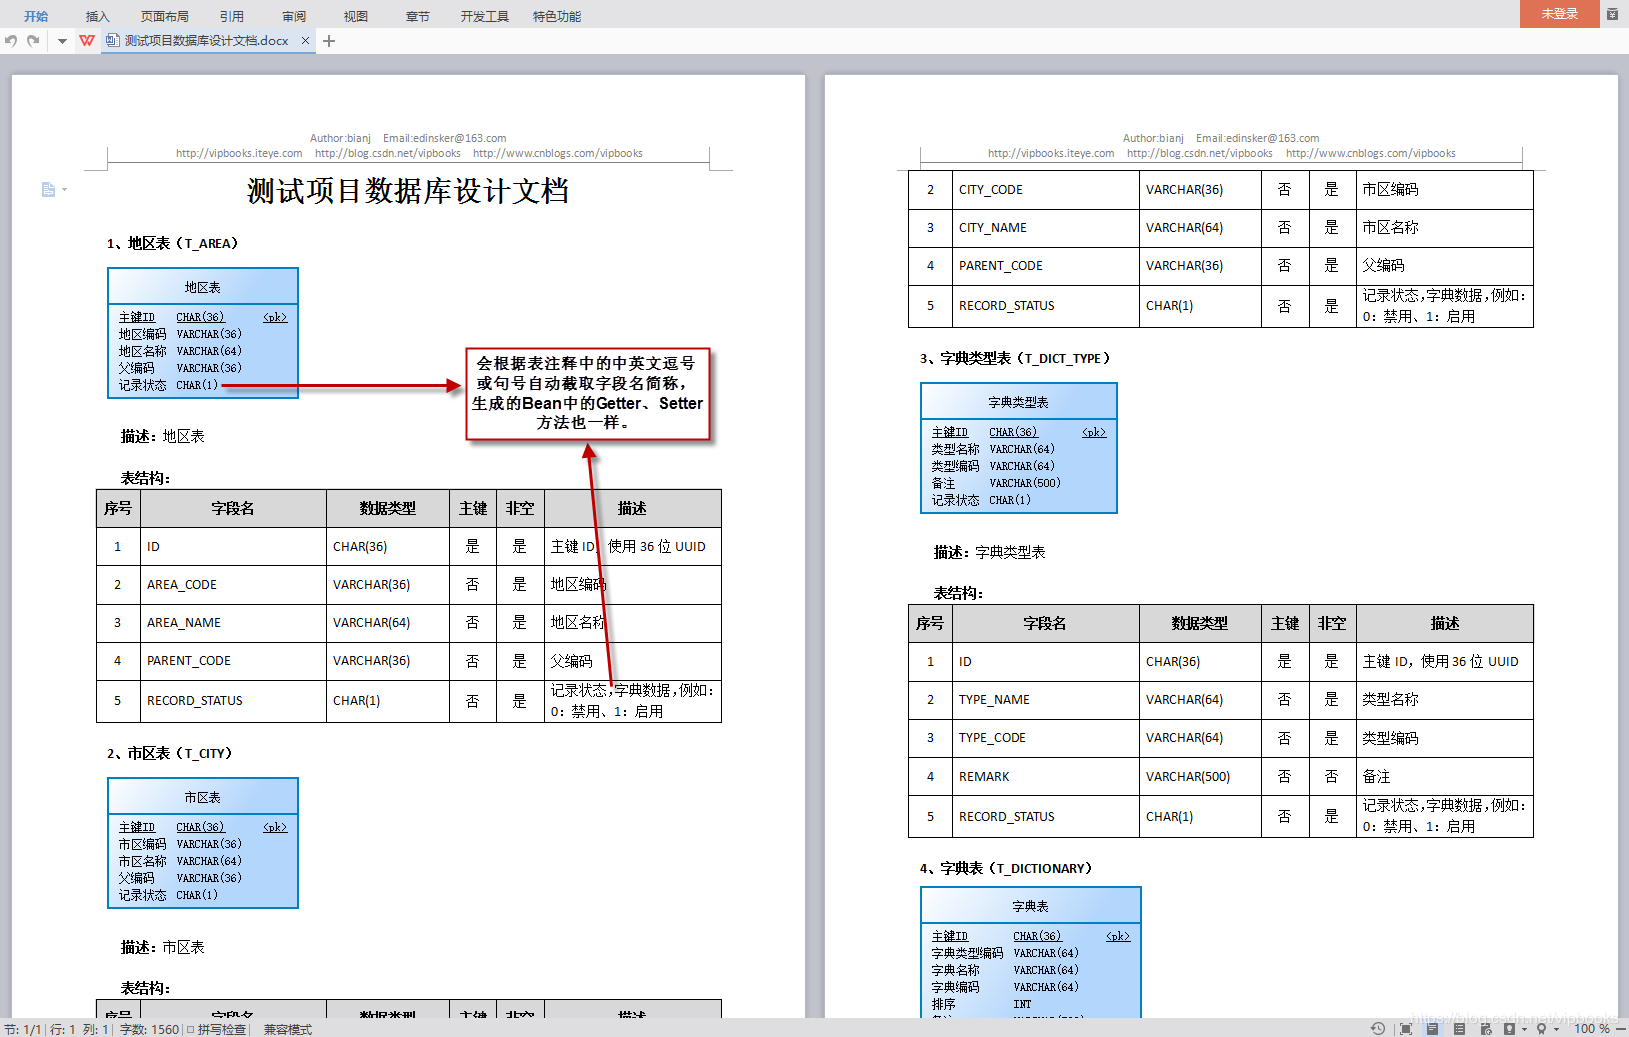 开始 插入 页面布局 引用 审阅 视图 章节 开发工具 特色功能 未登录
测试项目数据库设计文档.docx × +
Author:bianj Email:edinsker@163.com
http://vipbooks.iteye.com http://blog.csdn.net/vipbooks http://www.cnblogs.com/vipbooks
测试项目数据库设计文档
1、地区表（T_AREA）
地区表
主键ID CHAR(36) <pk>
地区编码 VARCHAR(36)
地区名称 VARCHAR(64)
父编码 VARCHAR(36)
记录状态 CHAR(1)
会根据表注释中的中英文逗号
或句号自动截取字段名简称，
生成的Bean中的Getter、Setter
方法也一样。
描述：地区表
表结构：
序号 字段名 数据类型 主键 非空 描述
1 ID CHAR(36) 是 是 主键 ID，使用 36 位 UUID
2 AREA_CODE VARCHAR(36) 否 是 地区编码
3 AREA_NAME VARCHAR(64) 否 是 地区名称
4 PARENT_CODE VARCHAR(36) 否 是 父编码
5 RECORD_STATUS CHAR(1) 否 是 记录状态,字典数据,例如：
0：禁用、1：启用
2、市区表（T_CITY）
市区表
主键ID CHAR(36) <pk>
市区编码 VARCHAR(36)
市区名称 VARCHAR(64)
父编码 VARCHAR(36)
记录状态 CHAR(1)
描述：市区表
表结构：
序号 字段名 数据类型 主键 非空 描述
Author:bianj Email:edinsker@163.com
http://vipbooks.iteye.com http://blog.csdn.net/vipbooks http://www.cnblogs.com/vipbooks
2 CITY_CODE VARCHAR(36) 否 是 市区编码
3 CITY_NAME VARCHAR(64) 否 是 市区名称
4 PARENT_CODE VARCHAR(36) 否 是 父编码
5 RECORD_STATUS CHAR(1) 否 是 记录状态,字典数据,例如：
0：禁用、1：启用
3、字典类型表（T_DICT_TYPE）
字典类型表
主键ID CHAR(36) <pk>
类型名称 VARCHAR(64)
类型编码 VARCHAR(64)
备注 VARCHAR(500)
记录状态 CHAR(1)
描述：字典类型表
表结构：
序号 字段名 数据类型 主键 非空 描述
1 ID CHAR(36) 是 是 主键 ID，使用 36 位 UUID
2 TYPE_NAME VARCHAR(64) 否 是 类型名称
3 TYPE_CODE VARCHAR(64) 否 是 类型编码
4 REMARK VARCHAR(500) 否 否 备注
5 RECORD_STATUS CHAR(1) 否 是 记录状态,字典数据,例如：
0：禁用、1：启用
4、字典表（T_DICTIONARY）
字典表
主键ID CHAR(36) <pk>
字典类型编码 VARCHAR(64)
字典名称 VARCHAR(64)
字典编码 VARCHAR(64)
排序 INT
https://blog.csdn.net/vipbooks
节: 1/1 行: 1 列: 1 字数: 1560 拼写检查 兼容模式 100 %